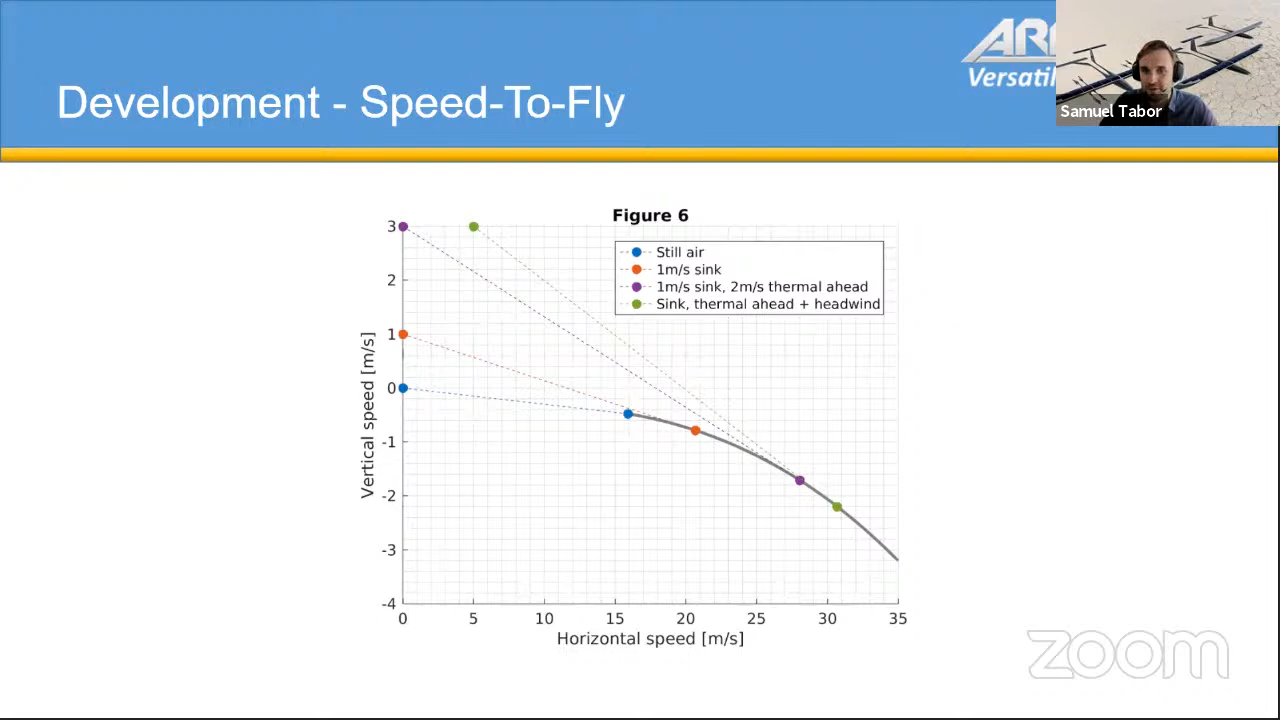 Development - Speed-To-Fly
Versatil
Samuel Tabor
Figure 6
Still air
1m/s sink
1m/s sink, 2m/s thermal ahead
Sink, thermal ahead + headwind
3
2
1
0
-1
-2
-3
-4
Vertical speed [m/s]
0 5 10 15 20 25 30 35
Horizontal speed [m/s]
zoom